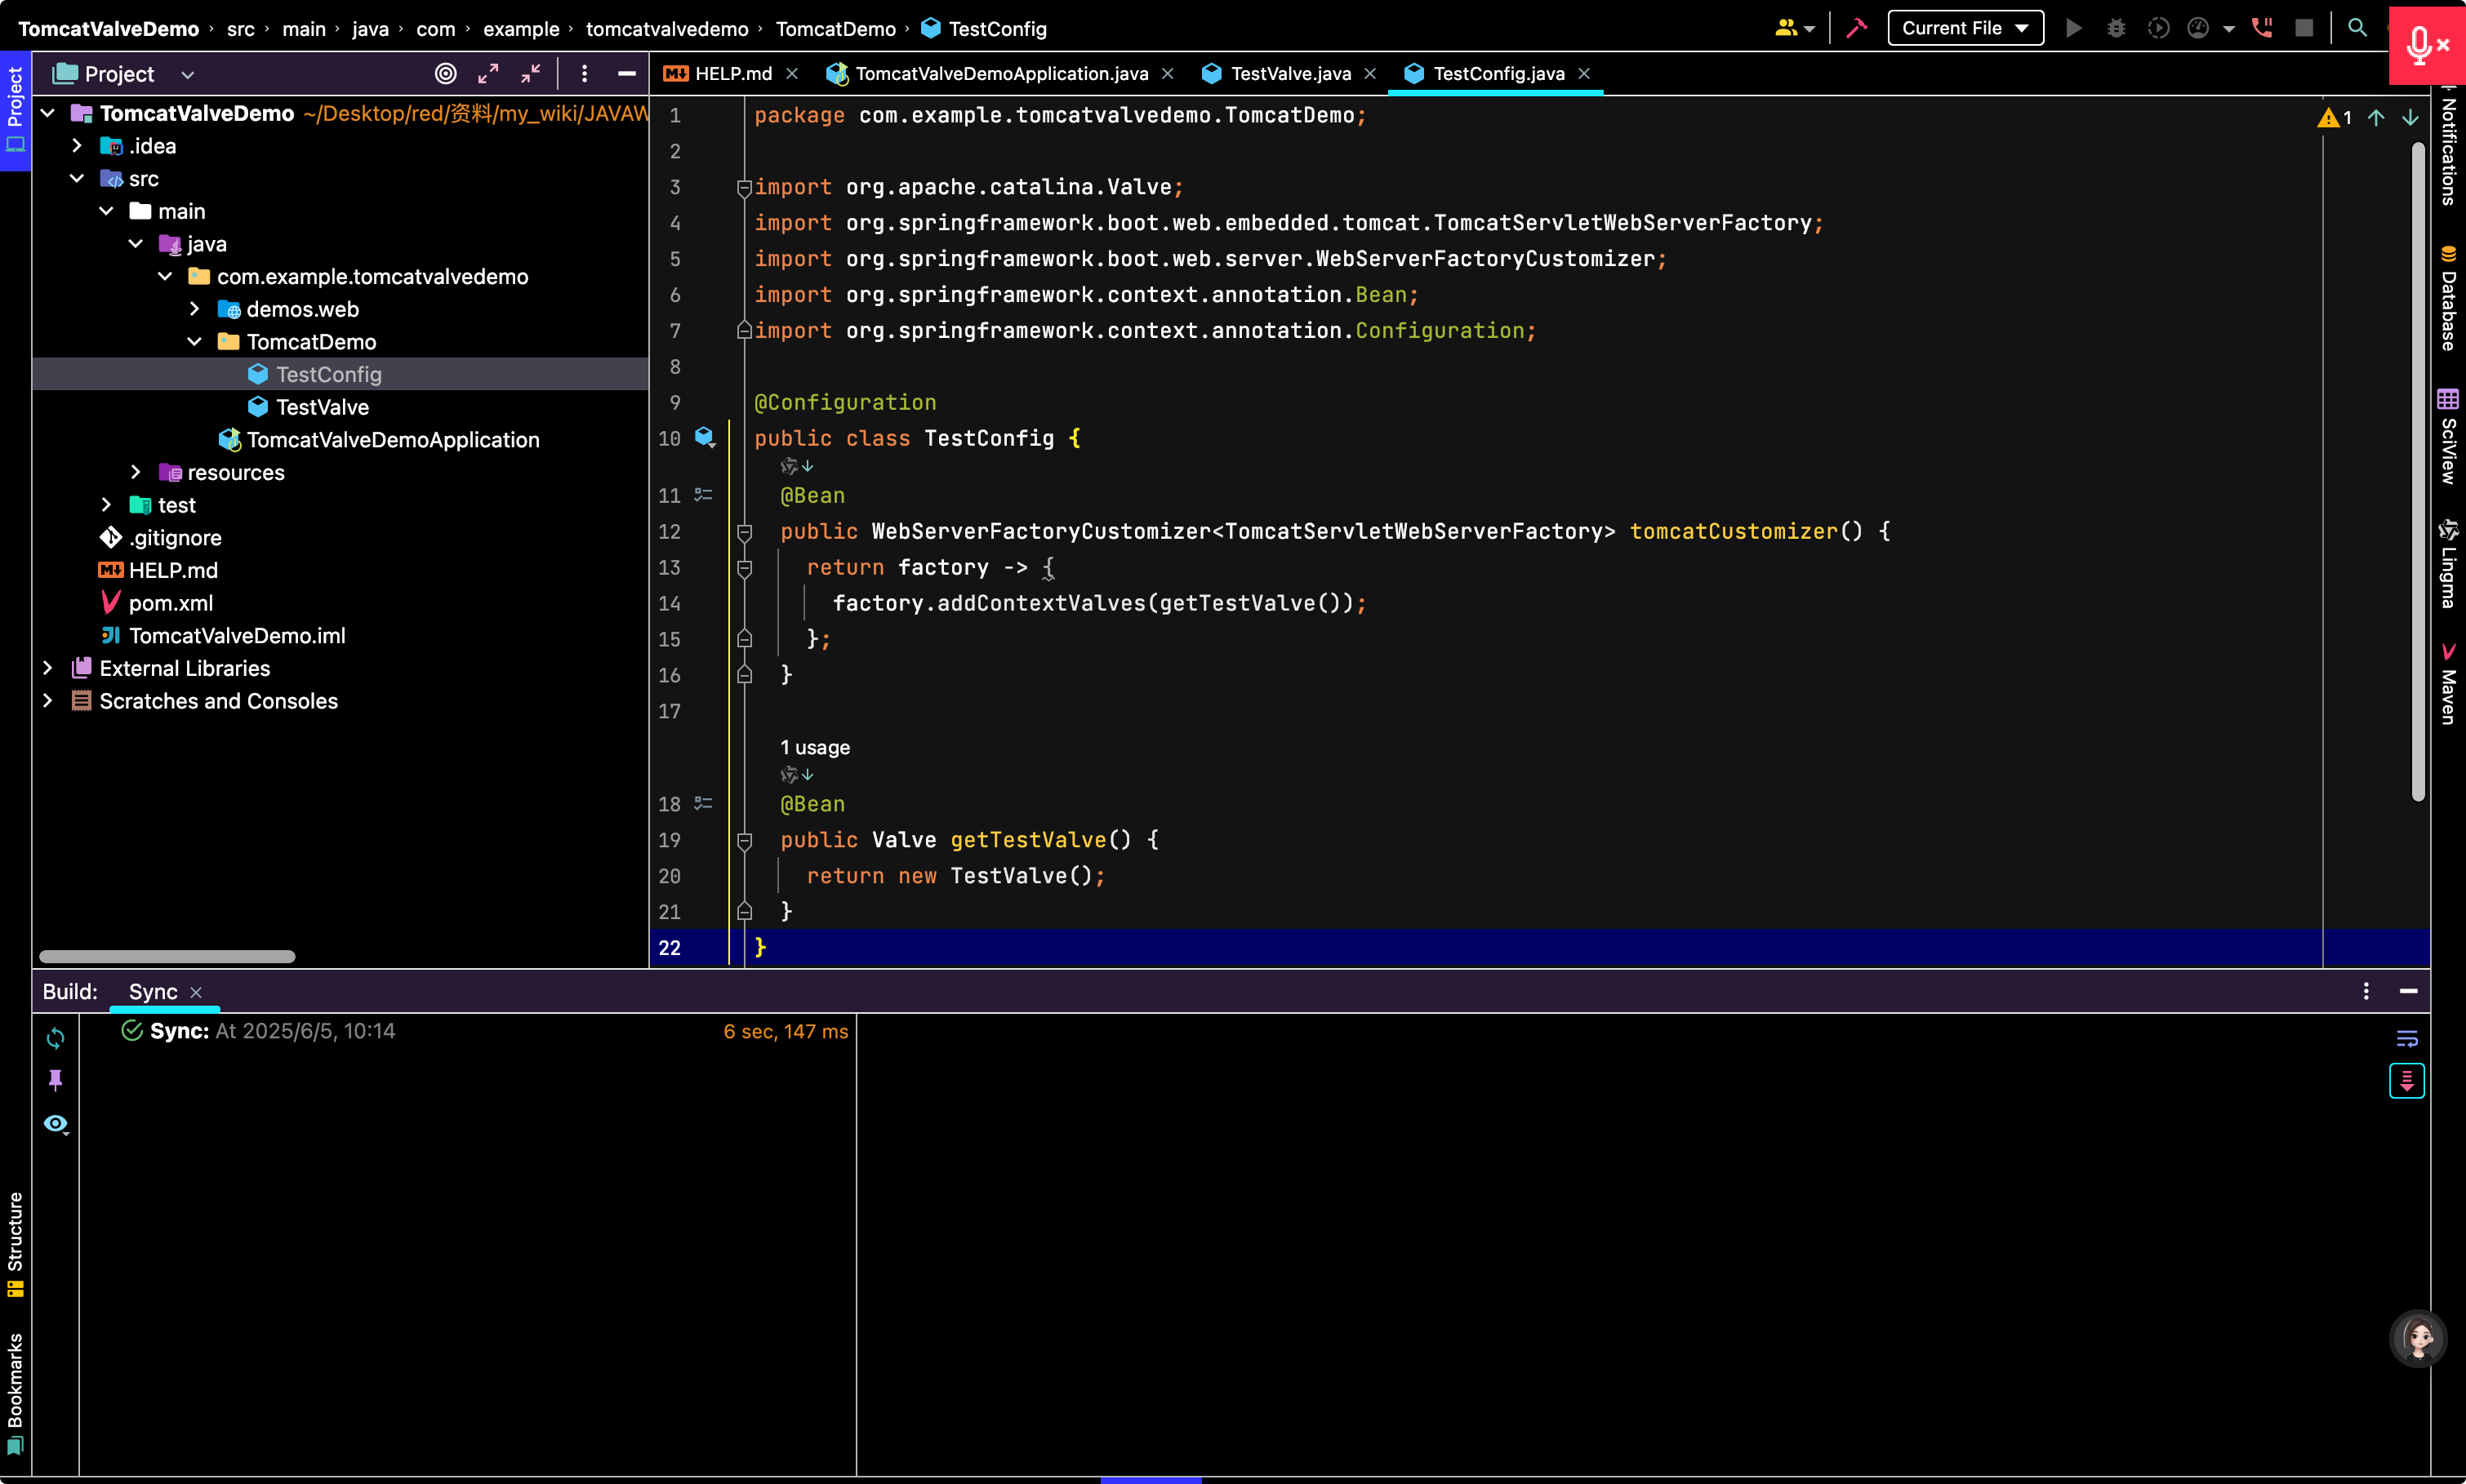 TomcatValveDemo › src › main › java › com › example › tomcatvalvedemo › TomcatDemo › TestConfig
Current File
Project
HELP.md
TomcatValveDemoApplication.java
TestValve.java
TestConfig.java
Project
TomcatValveDemo ~/Desktop/red/资料/my_wiki/JAVAW
.idea
src
main
java
com.example.tomcatvalvedemo
demos.web
TomcatDemo
TestConfig
TestValve
TomcatValveDemoApplication
resources
test
.gitignore
HELP.md
pom.xml
TomcatValveDemo.iml
External Libraries
Scratches and Consoles
1 package com.example.tomcatvalvedemo.TomcatDemo;
2
3 import org.apache.catalina.Valve;
4 import org.springframework.boot.web.embedded.tomcat.TomcatServletWebServerFactory;
5 import org.springframework.boot.web.server.WebServerFactoryCustomizer;
6 import org.springframework.context.annotation.Bean;
7 import org.springframework.context.annotation.Configuration;
8
9 @Configuration
10 public class TestConfig {
11 @Bean
12 public WebServerFactoryCustomizer<TomcatServletWebServerFactory> tomcatCustomizer() {
13 return factory -> {
14 factory.addContextValves(getTestValve());
15 };
16 }
17
1 usage
18 @Bean
19 public Valve getTestValve() {
20 return new TestValve();
21 }
22 }
1
Notifications
Database
SciView
Lingma
Maven
Build:
Sync
Sync: At 2025/6/5, 10:14
6 sec, 147 ms
Structure
Bookmarks